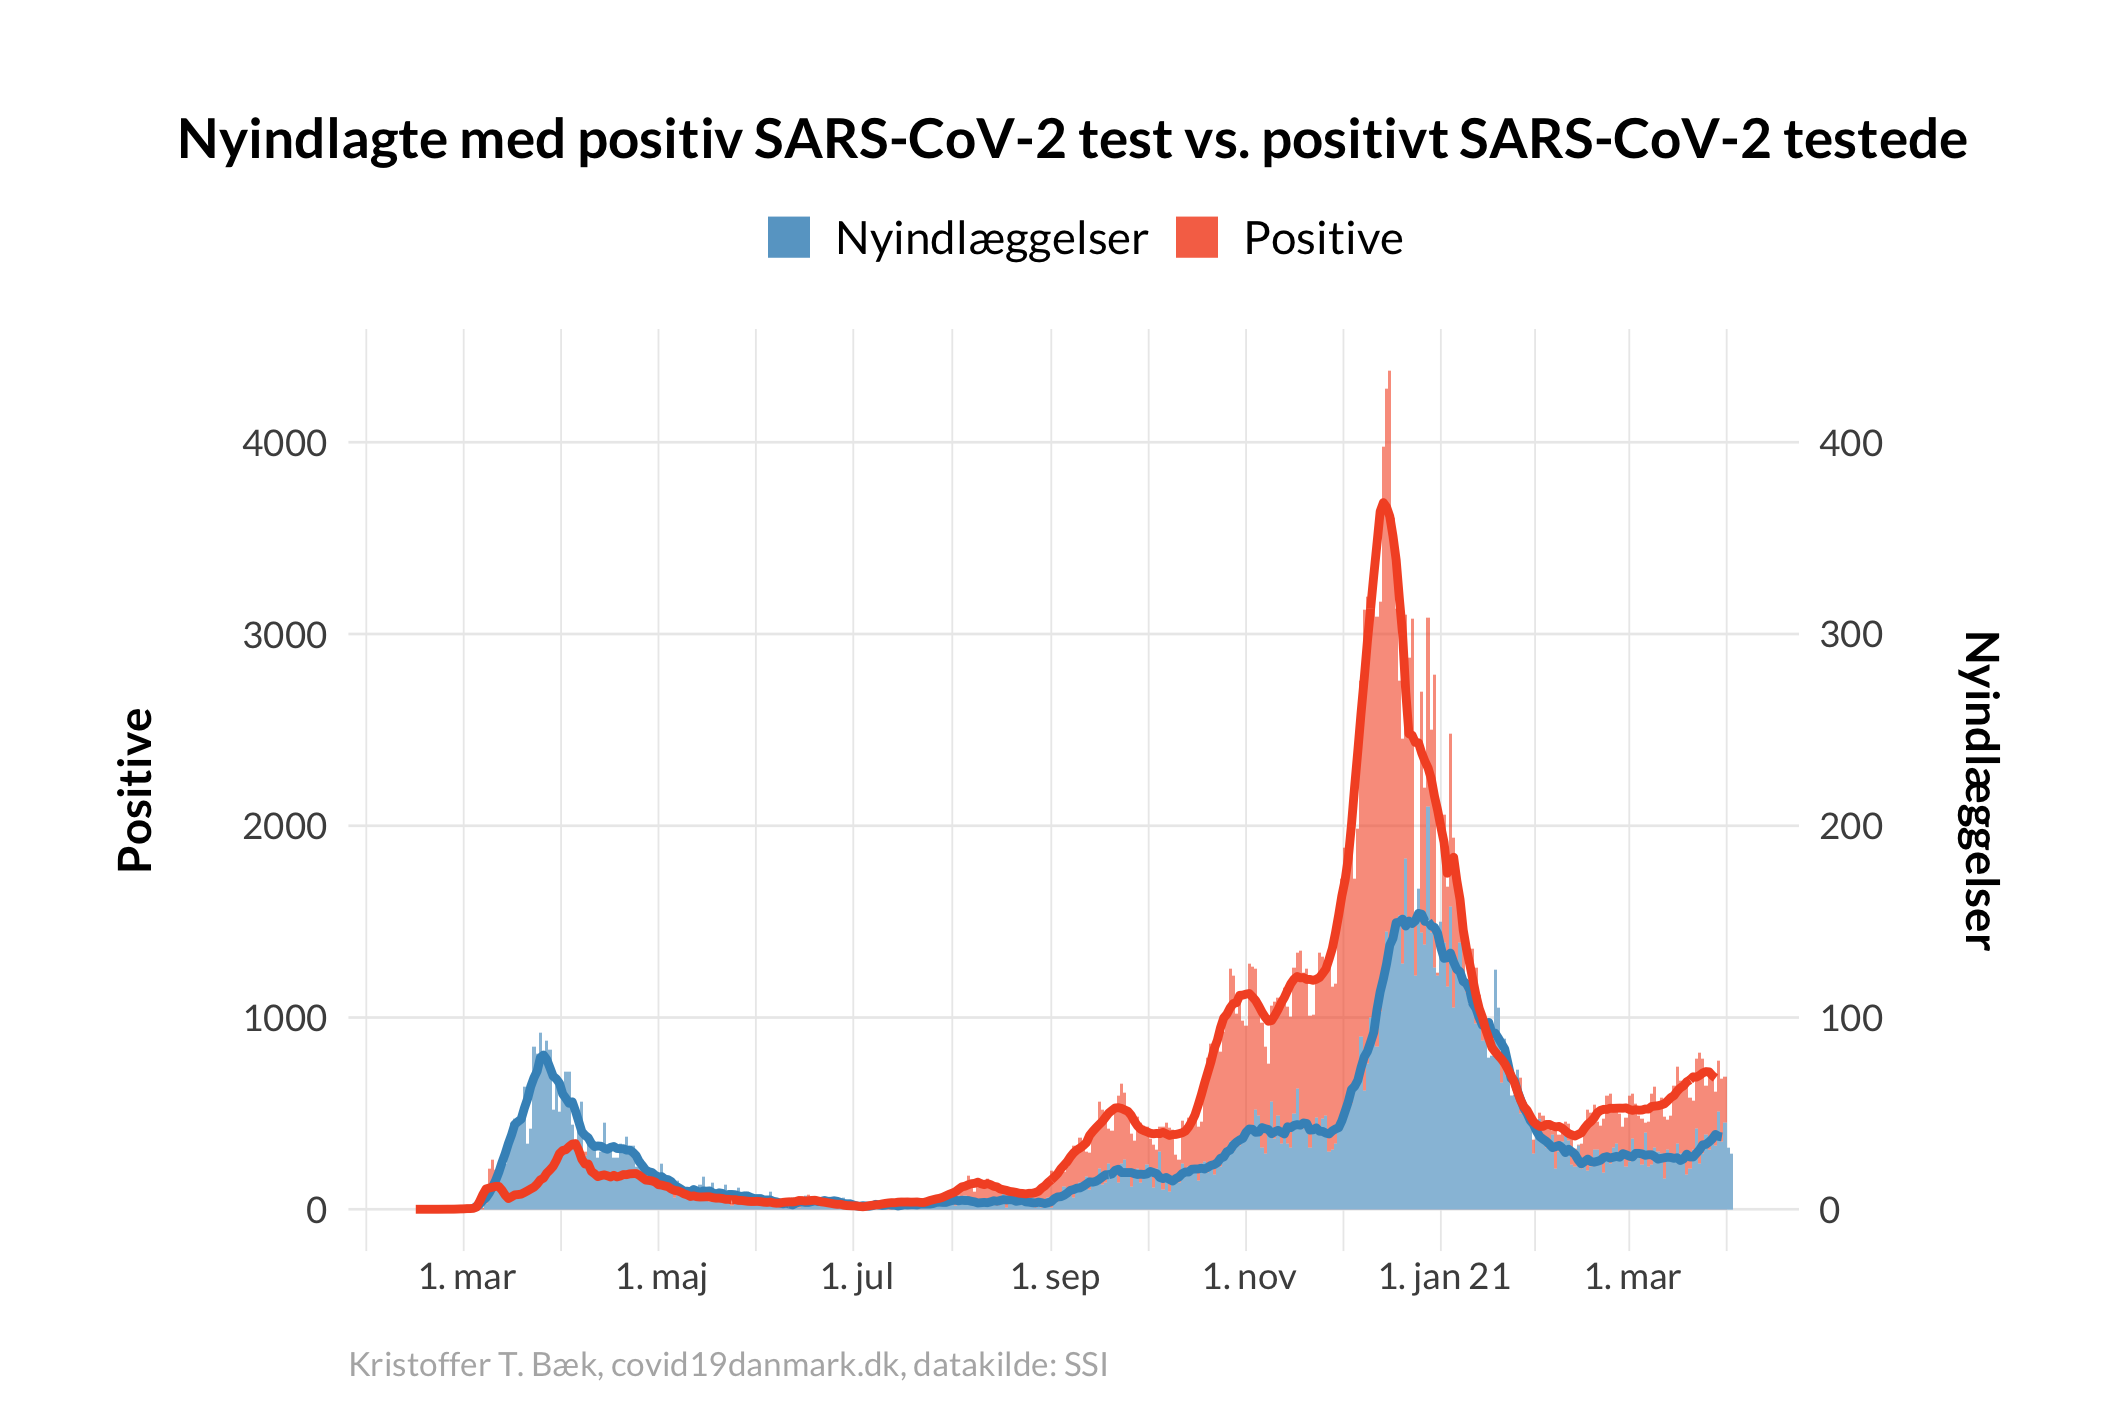 Nyindlagte med positiv SARS-CoV-2 test vs. positivt SARS-CoV-2 testede
Nyindlæggelser Positive
4000 400
3000 300
2000 200
1000 100
0 0
Positive
Nyindlæggelser
1. mar 1. maj 1. jul 1. sep 1. nov 1. jan 21 1. mar
Kristoffer T. Bæk, covid19danmark.dk, datakilde: SSI